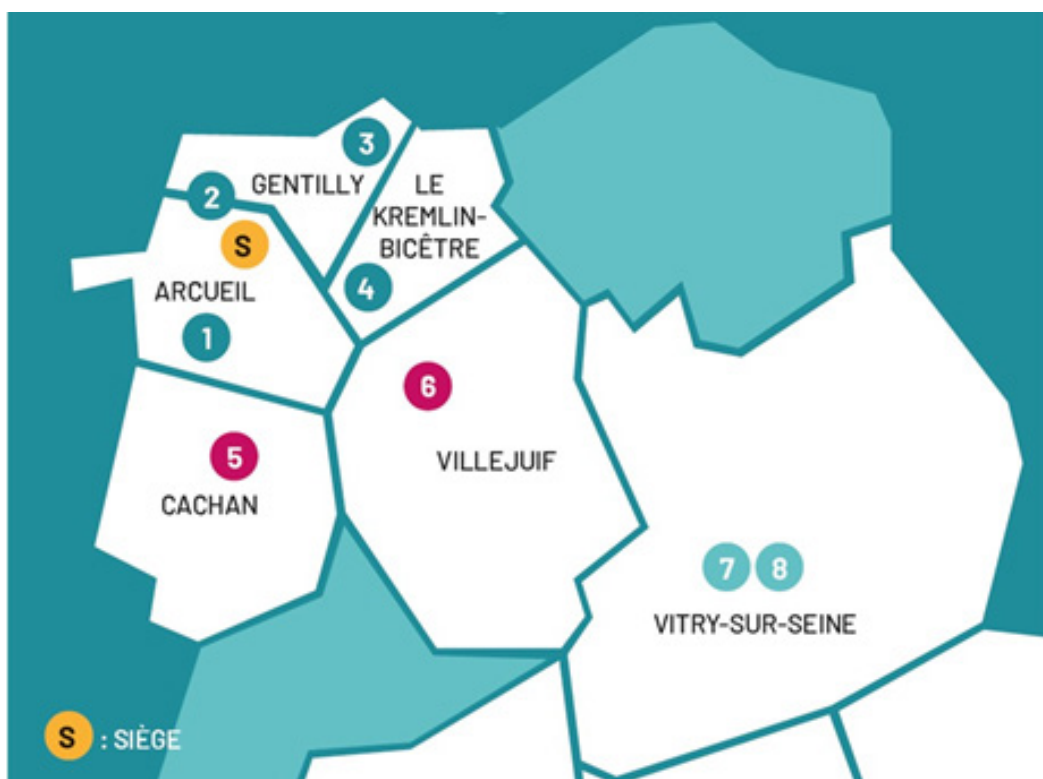 3
GENTILLY
2
LE
KREMLIN-
BICÊTRE
S
4
ARCUEIL
1
6
5
VILLEJUIF
CACHAN
7 8
VITRY-SUR-SEINE
S : SIÈGE